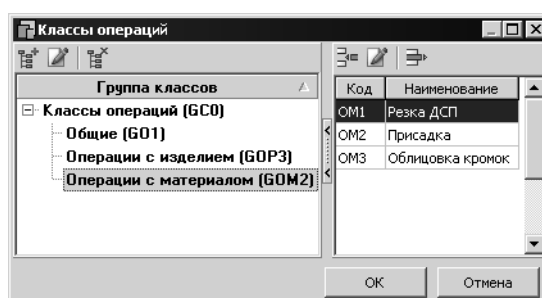 Классы операций
Группа классов
Классы операций (GC0)
Общие (GO1)
Операции с изделием (GOP3)
Операции с материалом (GOM2)
Код Наименование
OM1 Резка ДСП
OM2 Присадка
OM3 Облицовка кромок
OK Отмена